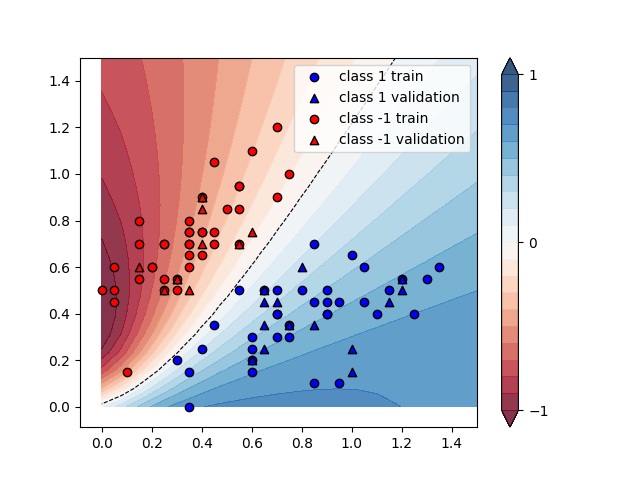 class 1 train
class 1 validation
class -1 train
class -1 validation
1.4
1.2
1.0
0.8
0.6
0.4
0.2
0.0
0.0 0.2 0.4 0.6 0.8 1.0 1.2 1.4
1
0
−1